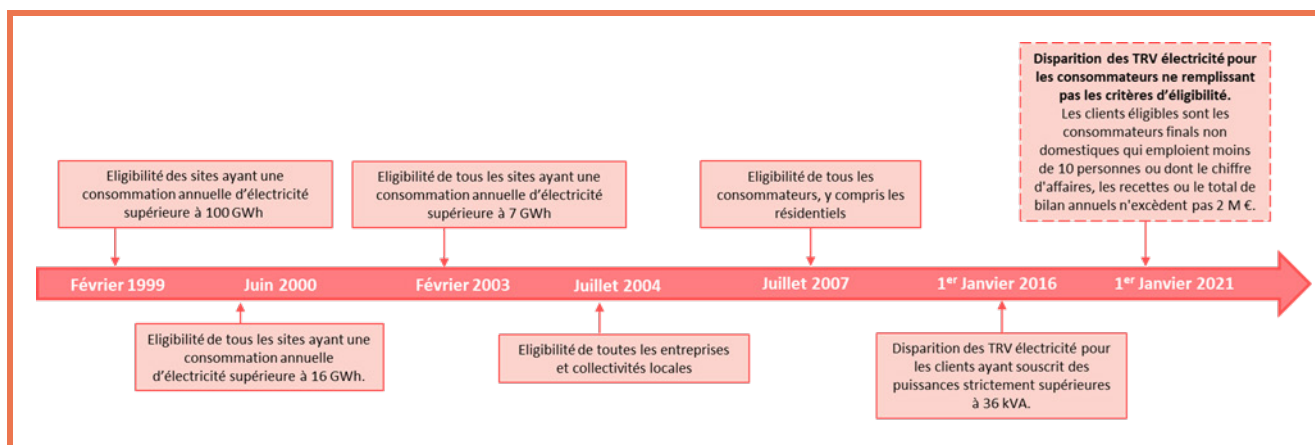 Disparition des TRV électricité pour
les consommateurs ne remplissant
pas les critères d'éligibilité.
Les clients éligibles sont les
consommateurs finals non
domestiques qui emploient moins
de 10 personnes ou dont le chiffre
d'affaires, les recettes ou le total de
bilan annuels n'excèdent pas 2 M €.
Eligibilité des sites ayant une
consommation annuelle d'électricité
supérieure à 100 GWh
Eligibilité de tous les sites ayant une
consommation annuelle d'électricité
supérieure à 7 GWh
Eligibilité de tous les
consommateurs, y compris les
résidentiels
Février 1999
Juin 2000
Février 2003
Juillet 2004
Juillet 2007
1er Janvier 2016
1er Janvier 2021
Eligibilité de tous les sites ayant une
consommation annuelle
d'électricité supérieure à 16 GWh.
Eligibilité de toutes les entreprises
et collectivités locales
Disparition des TRV électricité pour
les clients ayant souscrit des
puissances strictement supérieures
à 36 kVA.